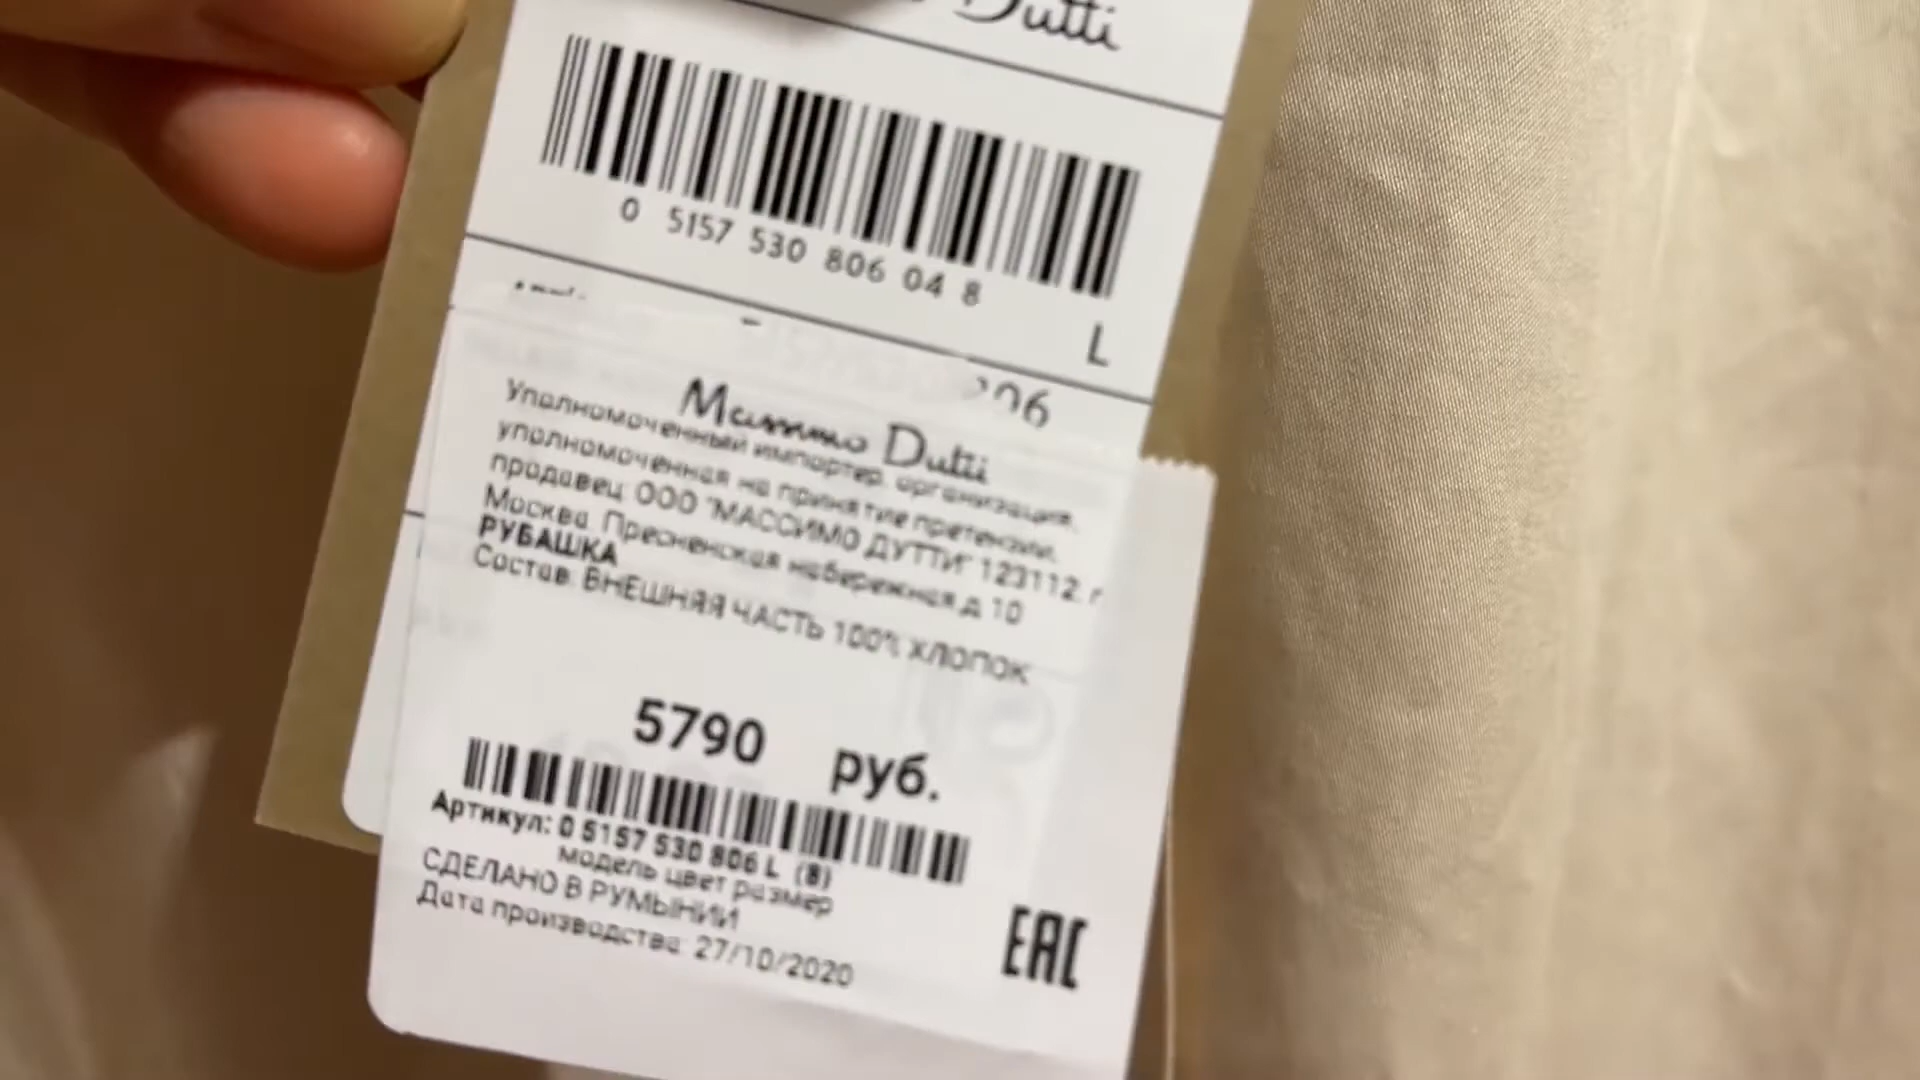 Dutti
0 5157 530 806 04 8
L
Massimo Dutti
Уполномоченный импортер, организация,
уполномоченная на принятие претензии,
продавец: ООО "МАССИМО ДУТТИ" 123112, г
Москва, Пресненская набережная,д 10
РУБАШКА
Состав: ВНЕШНЯЯ ЧАСТЬ 100% ХЛОПОК
5790 руб.
Артикул: 0 5157 530 806 L (8)
модель цвет размер
СДЕЛАНО В РУМЫНИИ
Дата производства: 27/10/2020
EAC